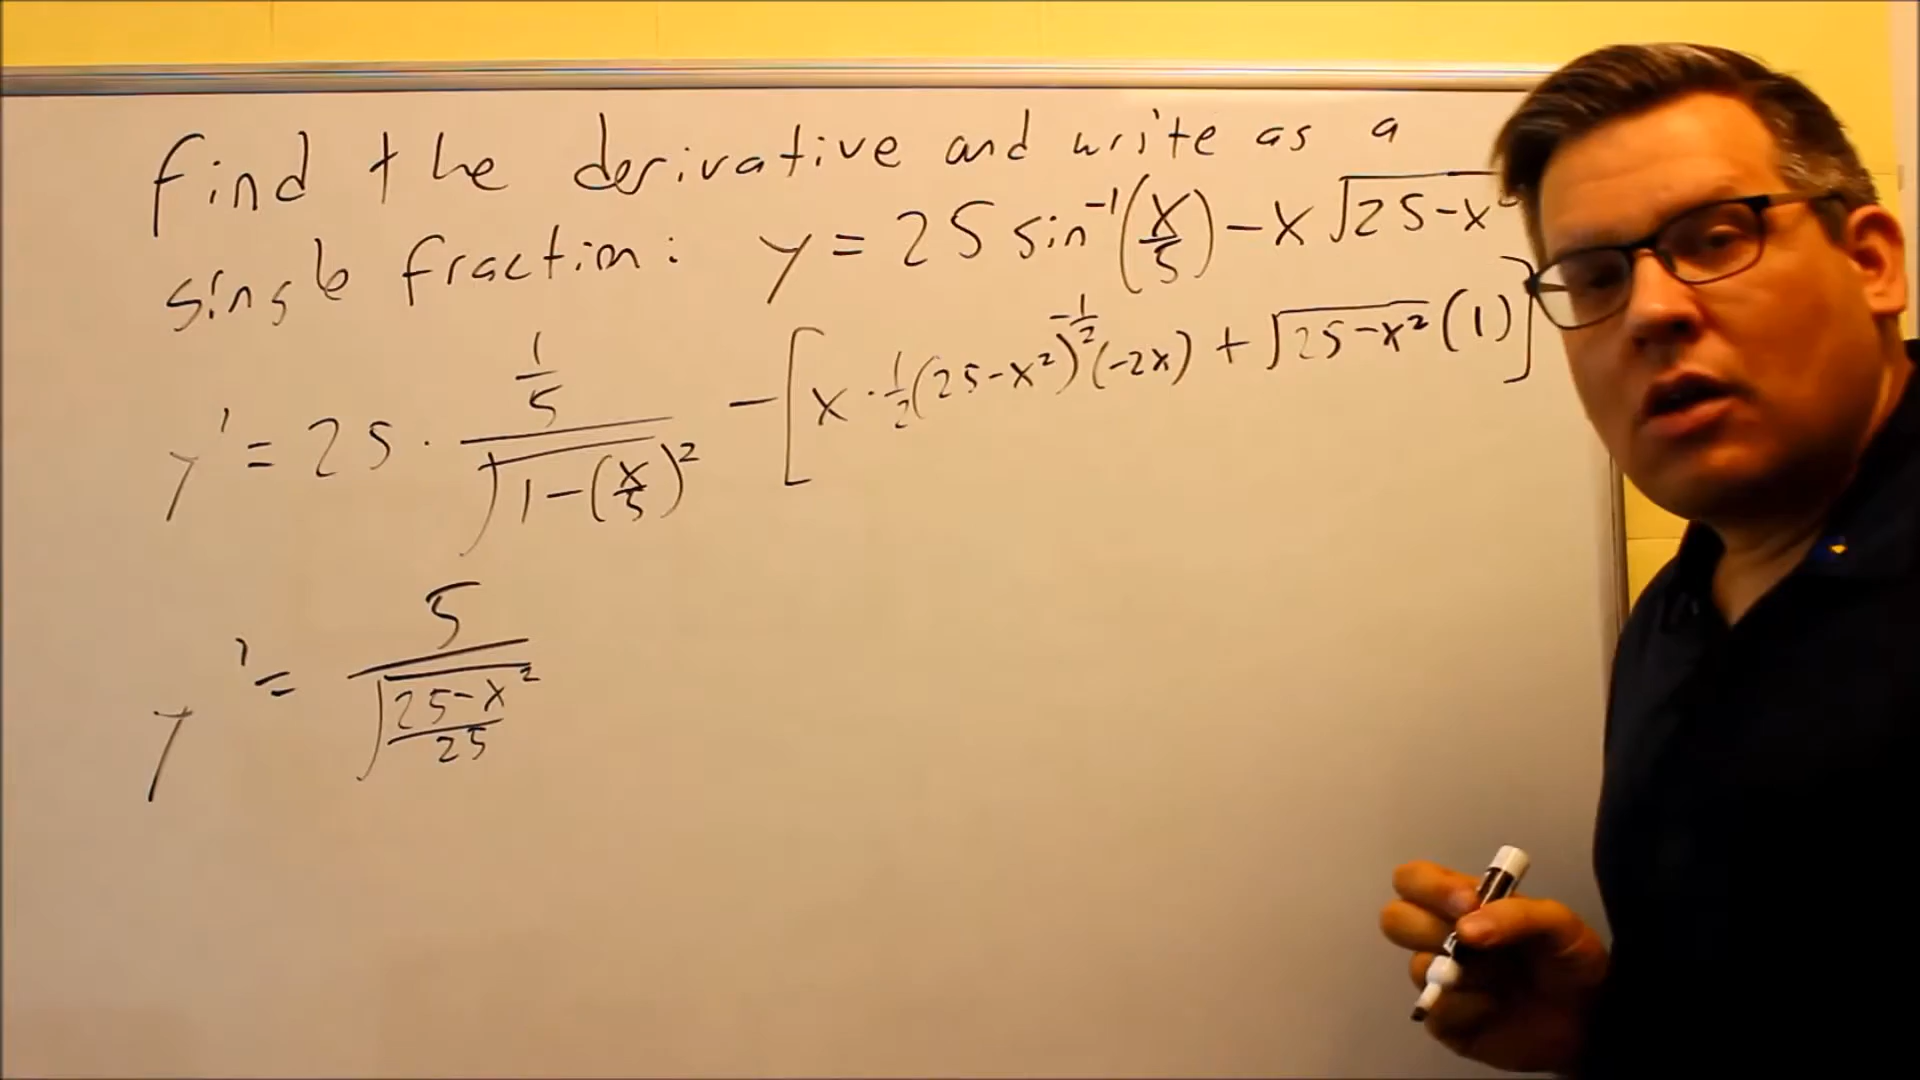 Find the derivative and write as a
single fraction: y = 25 sin⁻¹(x/5) − x √(25−x²)
y' = 25 · (1/5)/√(1−(x/5)²) − [x · 1/2(25−x²)^(−1/2)(−2x) + √(25−x²)(1)]
y' = 5/√((25−x²)/25)